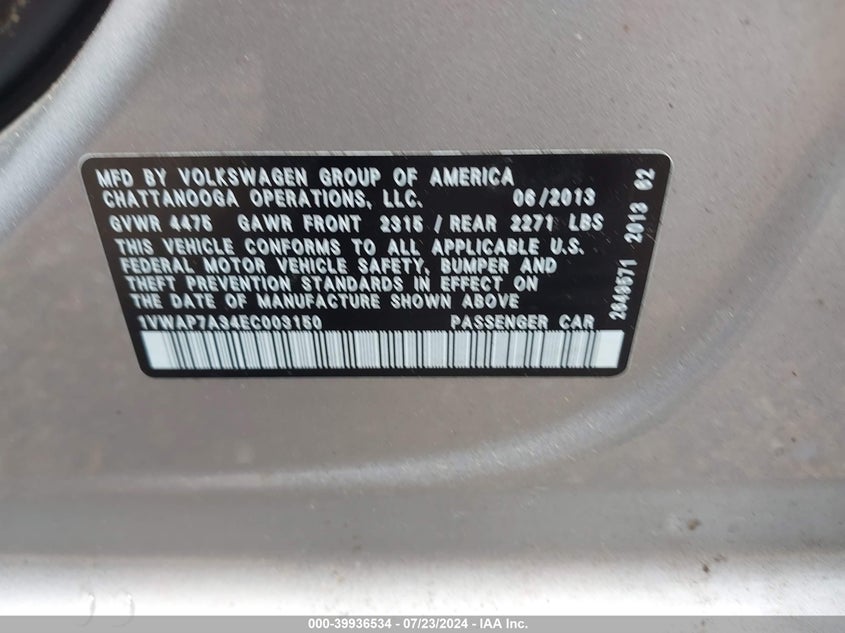 MFD BY VOLKSWAGEN GROUP OF AMERICA
CHATTANOOGA OPERATIONS, LLC. 06/2013
GVWR 4475 GAWR FRONT 2315 / REAR 2271 LBS
THIS VEHICLE CONFORMS TO ALL APPLICABLE U.S.
FEDERAL MOTOR VEHICLE SAFETY, BUMPER AND
THEFT PREVENTION STANDARDS IN EFFECT ON
THE DATE OF MANUFACTURE SHOWN ABOVE
1VWAP7A34EC003150 PASSENGER CAR
2013 02
000-39936534 / 07/23/2024 - IAA Inc.